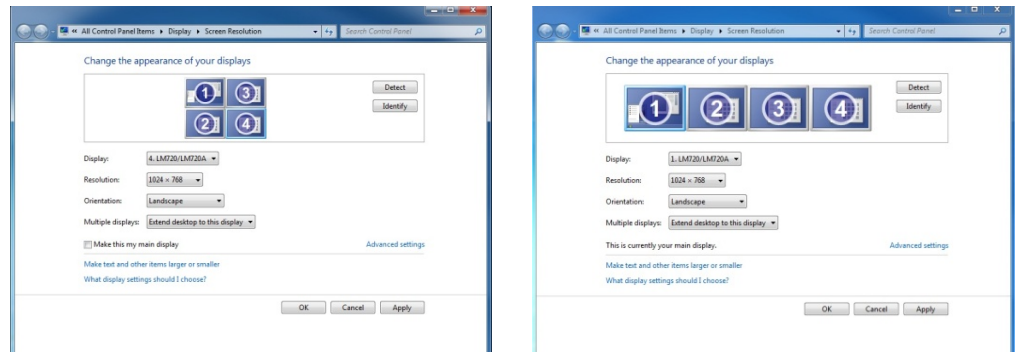 « All Control Panel Items ▸ Display ▸ Screen Resolution
Search Control Panel
Change the appearance of your displays
1 3
2 4
Detect
Identify
Display: 4. LM720/LM720A
Resolution: 1024 × 768
Orientation: Landscape
Multiple displays: Extend desktop to this display
Make this my main display
Advanced settings
Make text and other items larger or smaller
What display settings should I choose?
OK Cancel Apply
« All Control Panel Items ▸ Display ▸ Screen Resolution
Search Control Panel
Change the appearance of your displays
1 2 3 4
Detect
Identify
Display: 1. LM720/LM720A
Resolution: 1024 × 768
Orientation: Landscape
Multiple displays: Extend desktop to this display
This is currently your main display.
Advanced settings
Make text and other items larger or smaller
What display settings should I choose?
OK Cancel Apply